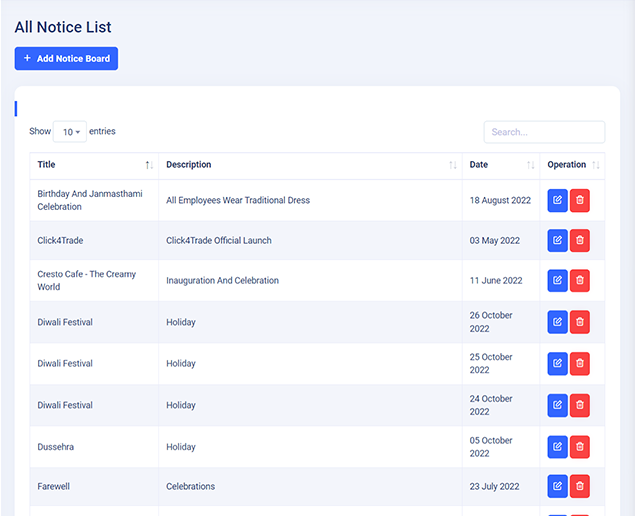 All Notice List
+ Add Notice Board
Show 10 entries
Search...
Title Description Date Operation
Birthday And Janmasthami
Celebration
All Employees Wear Traditional Dress
18 August 2022
Click4Trade Click4Trade Official Launch 03 May 2022
Cresto Cafe - The Creamy
World
Inauguration And Celebration
11 June 2022
Diwali Festival Holiday
26 October
2022
Diwali Festival Holiday
25 October
2022
Diwali Festival Holiday
24 October
2022
Dussehra Holiday
05 October
2022
Farewell Celebrations 23 July 2022